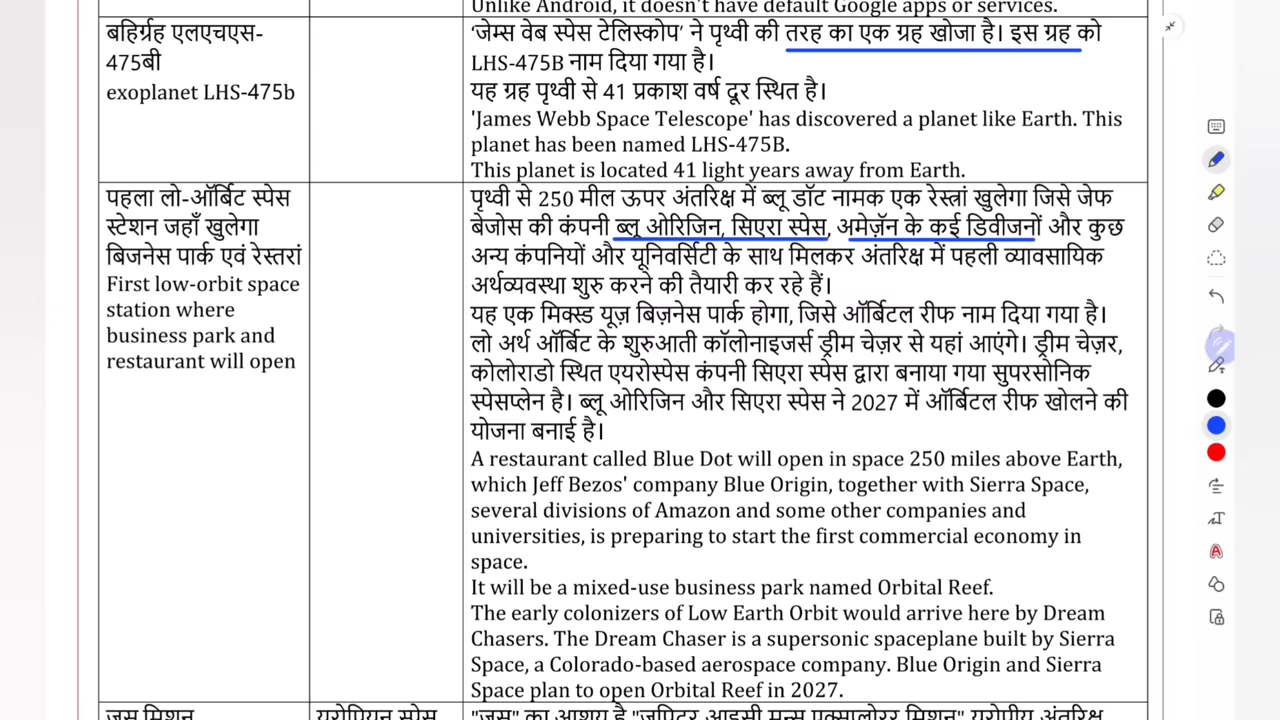 Unlike Android, it doesn't have default Google apps or services.
बहिर्ग्रह एलएचएस-
475बी
exoplanet LHS-475b
‘जेम्स वेब स्पेस टेलिस्कोप’ ने पृथ्वी की तरह का एक ग्रह खोजा है। इस ग्रह को
LHS-475B नाम दिया गया है।
यह ग्रह पृथ्वी से 41 प्रकाश वर्ष दूर स्थित है।
'James Webb Space Telescope' has discovered a planet like Earth. This
planet has been named LHS-475B.
This planet is located 41 light years away from Earth.
पहला लो-ऑर्बिट स्पेस
स्टेशन जहाँ खुलेगा
बिजनेस पार्क एवं रेस्तरां
First low-orbit space
station where
business park and
restaurant will open
पृथ्वी से 250 मील ऊपर अंतरिक्ष में ब्लू डॉट नामक एक रेस्त्रां खुलेगा जिसे जेफ
बेजोस की कंपनी ब्लू ओरिजिन, सिएरा स्पेस, अमेज़ॅन के कई डिवीजनों और कुछ
अन्य कंपनियों और यूनिवर्सिटी के साथ मिलकर अंतरिक्ष में पहली व्यावसायिक
अर्थव्यवस्था शुरु करने की तैयारी कर रहे हैं।
यह एक मिक्स्ड यूज़ बिज़नेस पार्क होगा, जिसे ऑर्बिटल रीफ नाम दिया गया है।
लो अर्थ ऑर्बिट के शुरुआती कॉलोनाइजर्स ड्रीम चेज़र से यहां आएंगे। ड्रीम चेज़र,
कोलोराडो स्थित एयरोस्पेस कंपनी सिएरा स्पेस द्वारा बनाया गया सुपरसोनिक
स्पेसप्लेन है। ब्लू ओरिजिन और सिएरा स्पेस ने 2027 में ऑर्बिटल रीफ खोलने की
योजना बनाई है।
A restaurant called Blue Dot will open in space 250 miles above Earth,
which Jeff Bezos' company Blue Origin, together with Sierra Space,
several divisions of Amazon and some other companies and
universities, is preparing to start the first commercial economy in
space.
It will be a mixed-use business park named Orbital Reef.
The early colonizers of Low Earth Orbit would arrive here by Dream
Chasers. The Dream Chaser is a supersonic spaceplane built by Sierra
Space, a Colorado-based aerospace company. Blue Origin and Sierra
Space plan to open Orbital Reef in 2027.
जूस मिशन
यूरोपियन स्पेस
"जूस" का आशय है "जुपिटर आइसी मून्स एक्सप्लोरर मिशन" यूरोपीय अंतरिक्ष